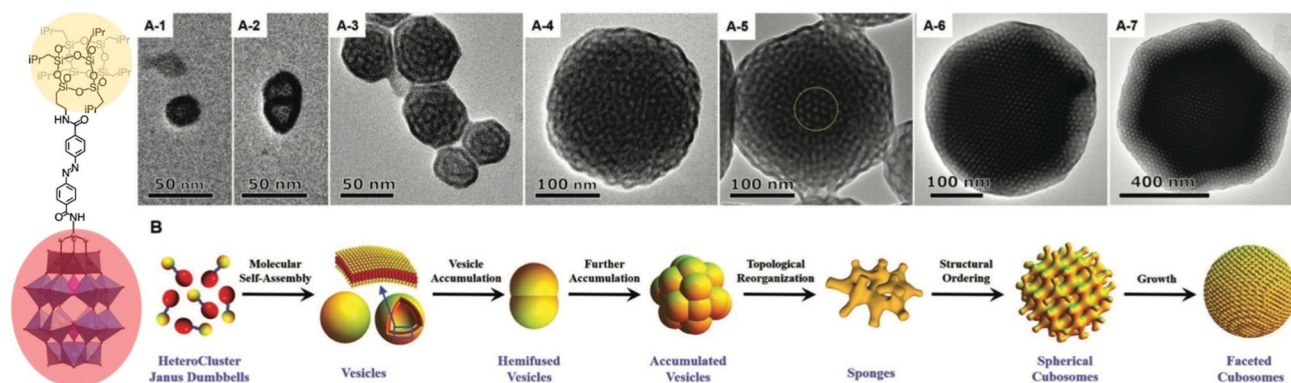 A-1
50 nm
A-2
50 nm
A-3
50 nm
A-4
100 nm
A-5
100 nm
A-6
100 nm
A-7
400 nm
iPr
iPr
iPr
iPr
iPr
iPr
iPr
HN
O
N
N
O
NH
B
Molecular
Self-Assembly
Vesicle
Accumulation
Further
Accumulation
Topological
Reorganization
Structural
Ordering
Growth
HeteroCluster
Janus Dumbbells
Vesicles
Hemifused
Vesicles
Accumulated
Vesicles
Sponges
Spherical
Cubosomes
Faceted
Cubosomes